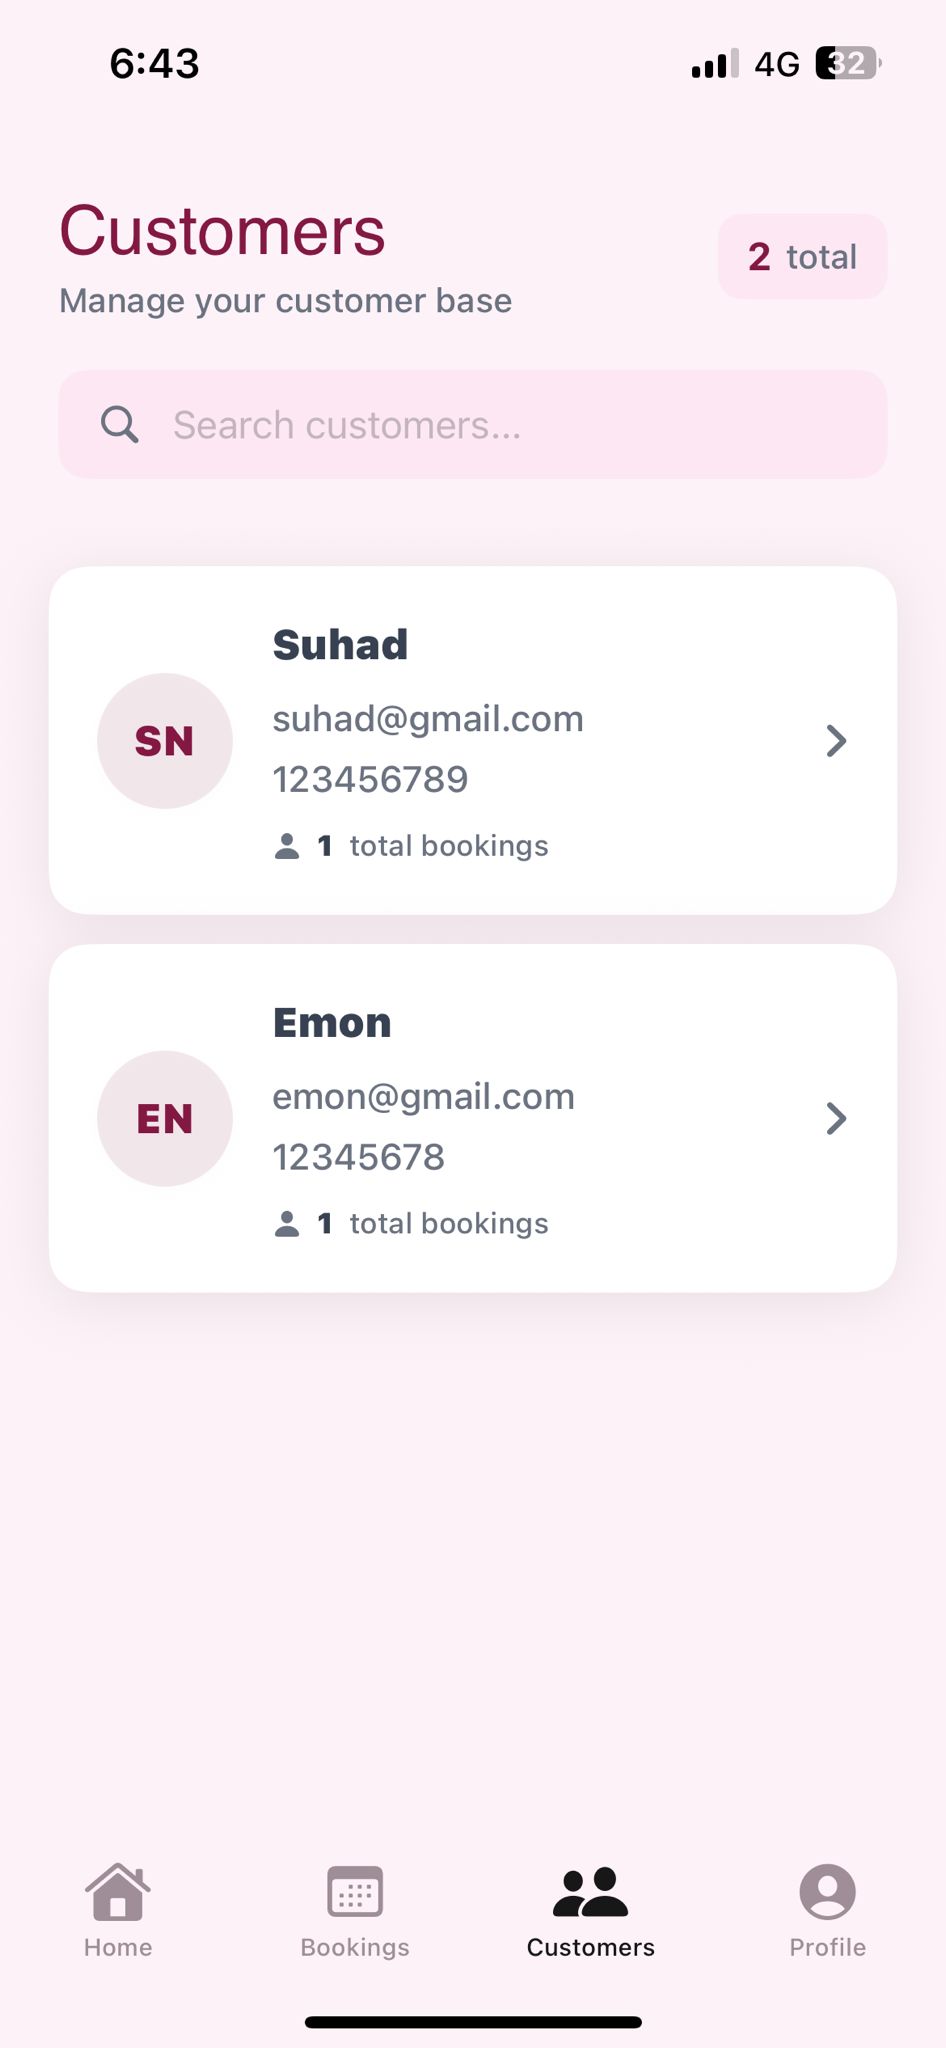 6:43
4G 32
Customers
2 total
Manage your customer base
Search customers...
Suhad
SN
suhad@gmail.com
123456789
1 total bookings
Emon
EN
emon@gmail.com
12345678
1 total bookings
Home
Bookings
Customers
Profile